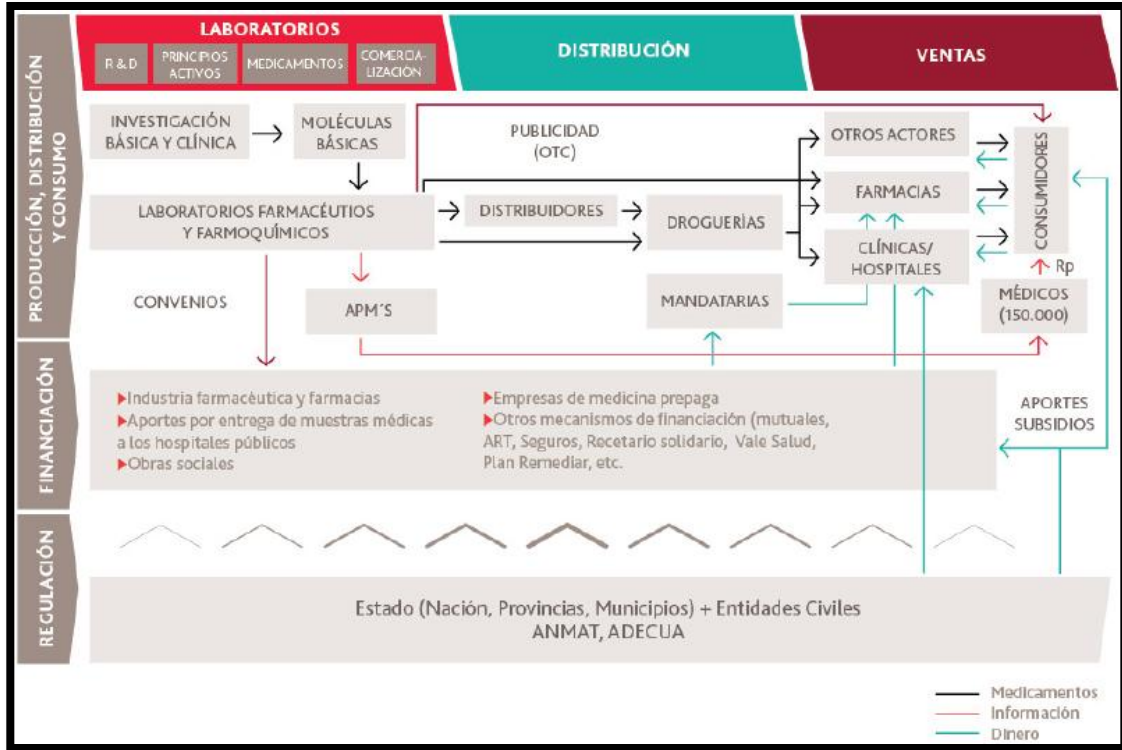 PRODUCCIÓN, DISTRIBUCIÓN
Y CONSUMO
LABORATORIOS
R & D
PRINCIPIOS
ACTIVOS
MEDICAMENTOS
COMERCIA-
LIZACIÓN
DISTRIBUCIÓN
VENTAS
INVESTIGACIÓN
BÁSICA Y CLÍNICA
MOLÉCULAS
BÁSICAS
PUBLICIDAD
(OTC)
OTROS ACTORES
CONSUMIDORES
LABORATORIOS FARMACÉUTIOS
Y FARMOQUÍMICOS
DISTRIBUIDORES
DROGUERÍAS
FARMACIAS
CLÍNICAS/
HOSPITALES
CONVENIOS
APM´S
MANDATARIAS
Rp
MÉDICOS
(150.000)
FINANCIACIÓN
Industria farmacéutica y farmacias
Aportes por entrega de muestras médicas
a los hospitales públicos
Obras sociales
Empresas de medicina prepaga
Otros mecanismos de financiación (mutuales,
ART, Seguros, Recetario solidario, Vale Salud,
Plan Remediar, etc.
APORTES
SUBSIDIOS
REGULACIÓN
Estado (Nación, Provincias, Municipios) + Entidades Civiles
ANMAT, ADECUA
Medicamentos
Información
Dinero